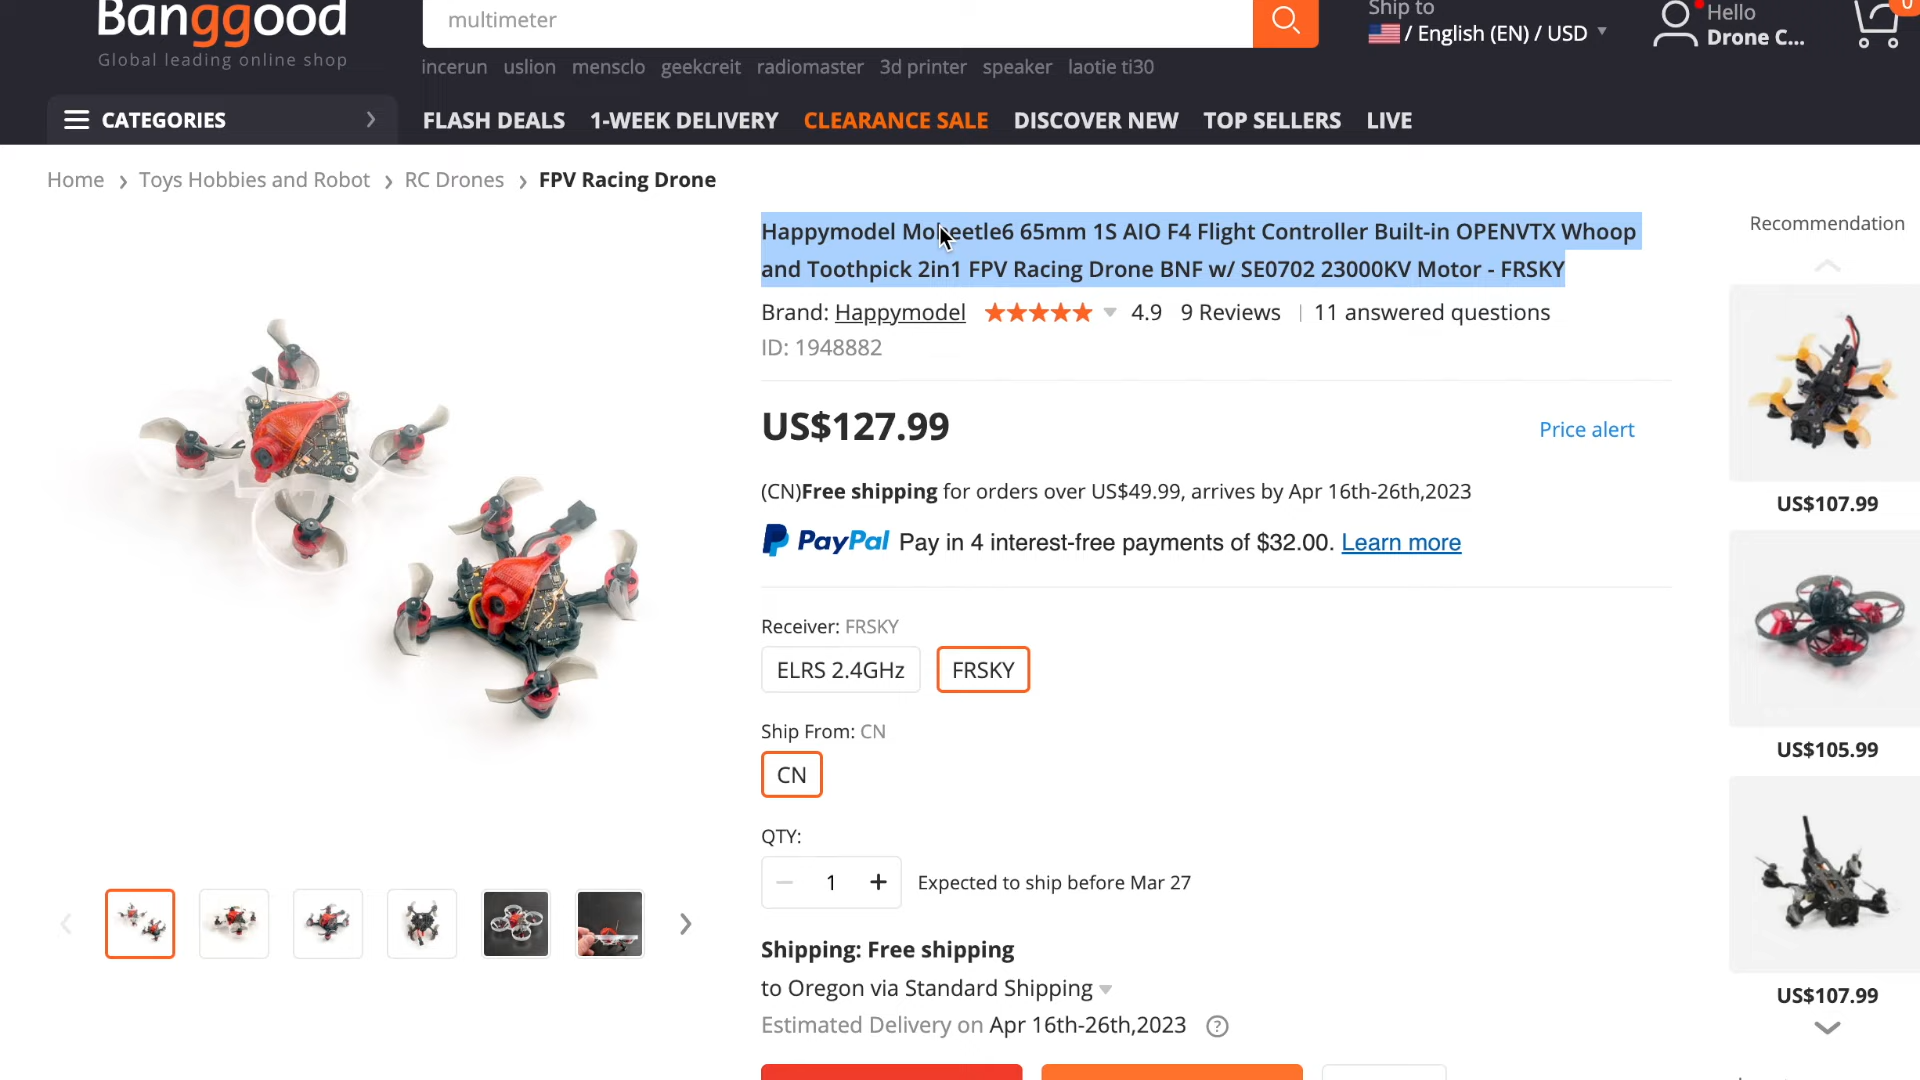 Banggood
Global leading online shop
multimeter
Ship to
/ English (EN) / USD
Hello
Drone C...
0
incerun uslion mensclo geekcreit radiomaster 3d printer speaker laotie ti30
CATEGORIES
FLASH DEALS 1-WEEK DELIVERY CLEARANCE SALE DISCOVER NEW TOP SELLERS LIVE
Home › Toys Hobbies and Robot › RC Drones › FPV Racing Drone
Happymodel Mobeetle6 65mm 1S AIO F4 Flight Controller Built-in OPENVTX Whoop
and Toothpick 2in1 FPV Racing Drone BNF w/ SE0702 23000KV Motor - FRSKY
Brand: Happymodel 4.9 9 Reviews | 11 answered questions
ID: 1948882
US$127.99
Price alert
(CN)Free shipping for orders over US$49.99, arrives by Apr 16th-26th,2023
PayPal Pay in 4 interest-free payments of $32.00. Learn more
Receiver: FRSKY
ELRS 2.4GHz
FRSKY
Ship From: CN
CN
QTY:
− 1 + Expected to ship before Mar 27
Shipping: Free shipping
to Oregon via Standard Shipping
Estimated Delivery on Apr 16th-26th,2023 ?
Recommendation
US$107.99
US$105.99
US$107.99